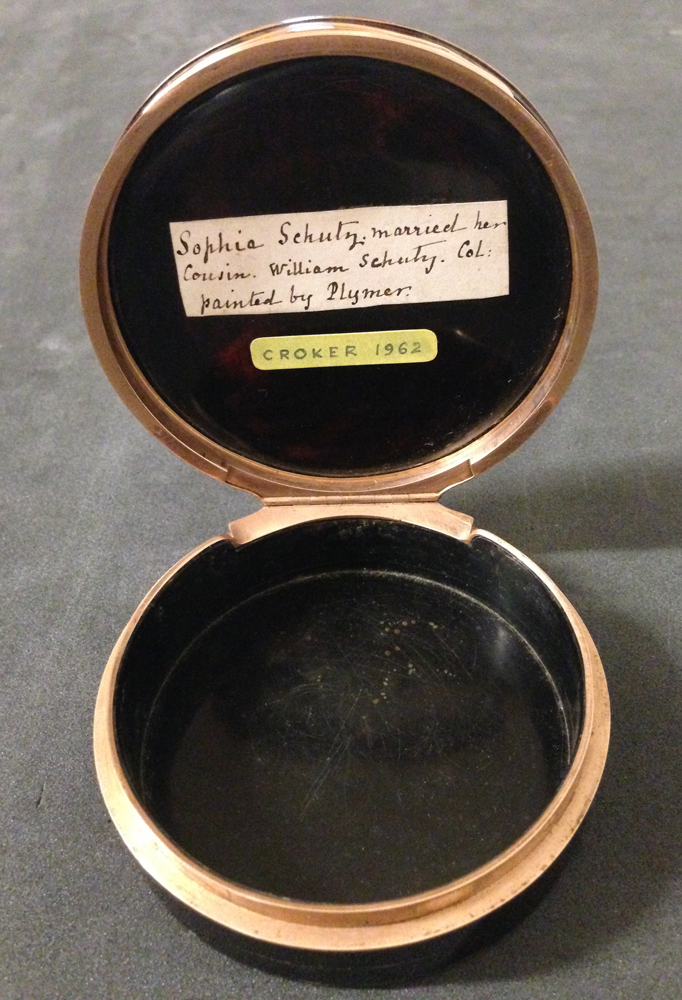 Sophia Schutz. married her
Cousin. William Schutz. Col:
painted by Plymer.
CROKER 1962